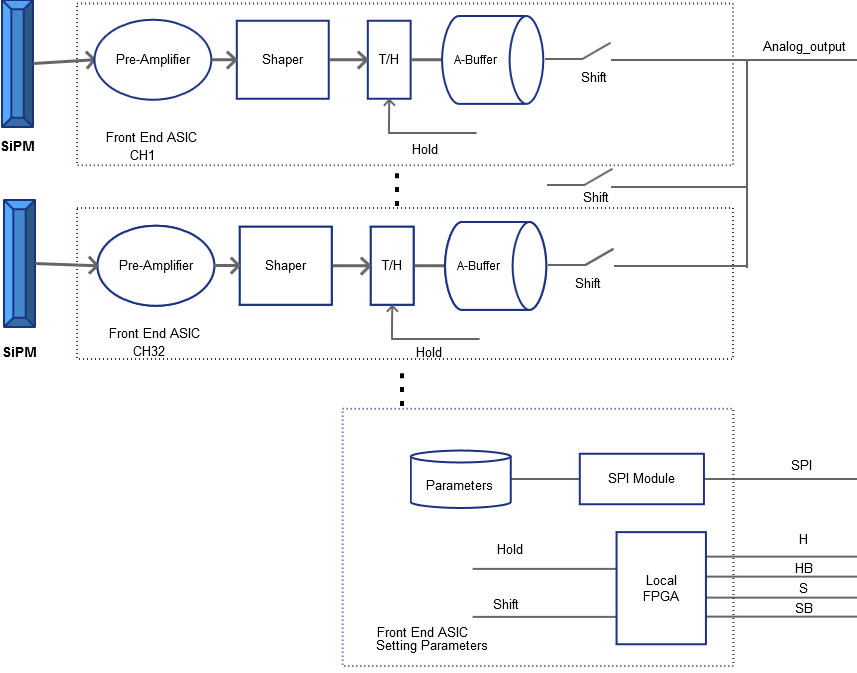 Pre-Amplifier
Shaper
T/H
A-Buffer
Shift
Analog_output
SiPM
Front End ASIC
CH1
Hold
Shift
Pre-Amplifier
Shaper
T/H
A-Buffer
Shift
SiPM
Front End ASIC
CH32
Hold
Parameters
SPI Module
SPI
Hold
Shift
Local
FPGA
H
HB
S
SB
Front End ASIC
Setting Parameters